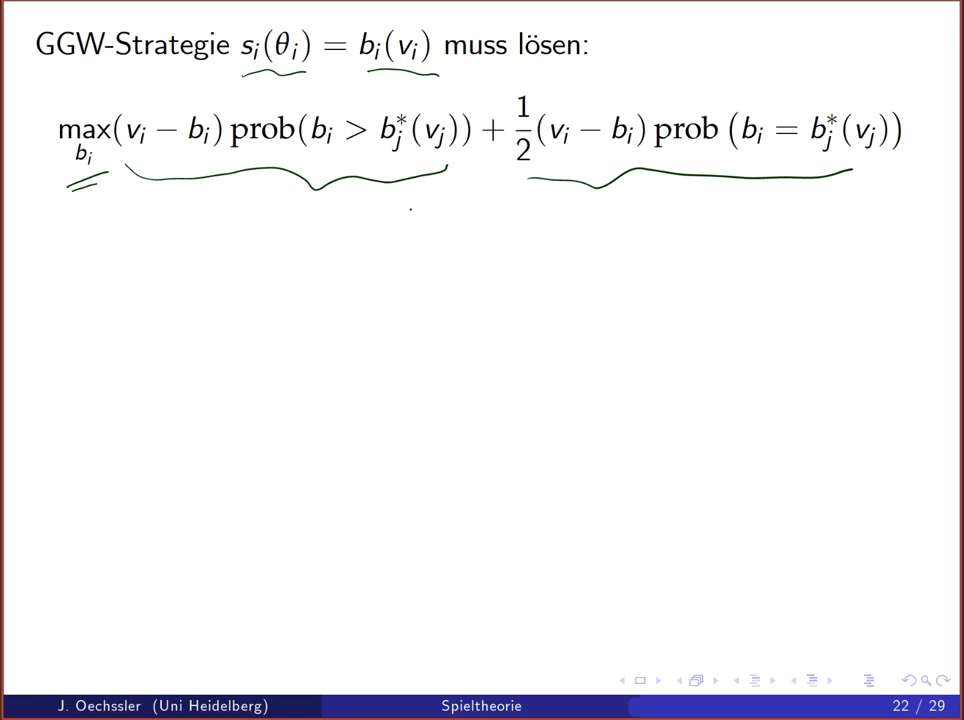 GGW-Strategie s_i(θ_i) = b_i(v_i) muss lösen:
max_{b_i} (v_i − b_i) prob(b_i > b_j^*(v_j)) + 1/2 (v_i − b_i) prob (b_i = b_j^*(v_j))
J. Oechssler (Uni Heidelberg) Spieltheorie 22 / 29